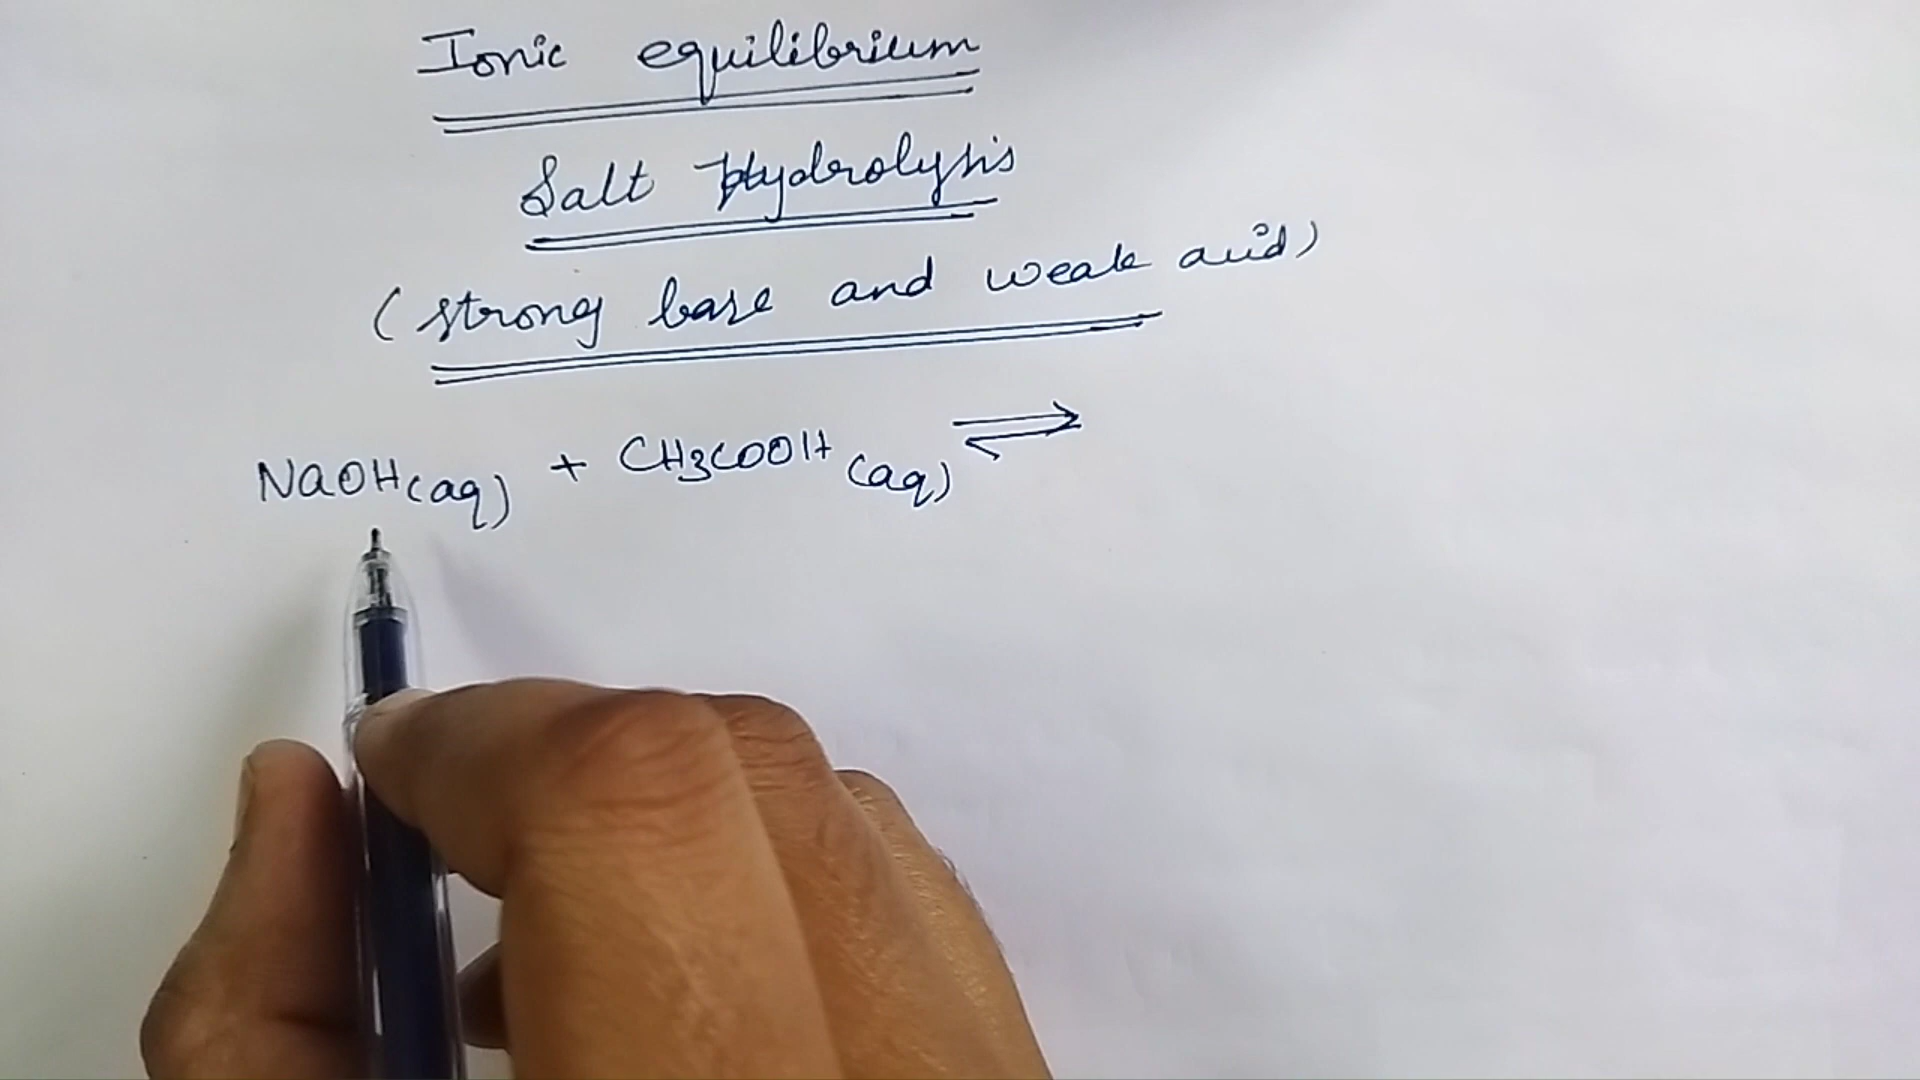 Ionic equilibrium
Salt Hydrolysis
(strong base and weak acid)
NaOH(aq) + CH3COOH (aq) ⇌